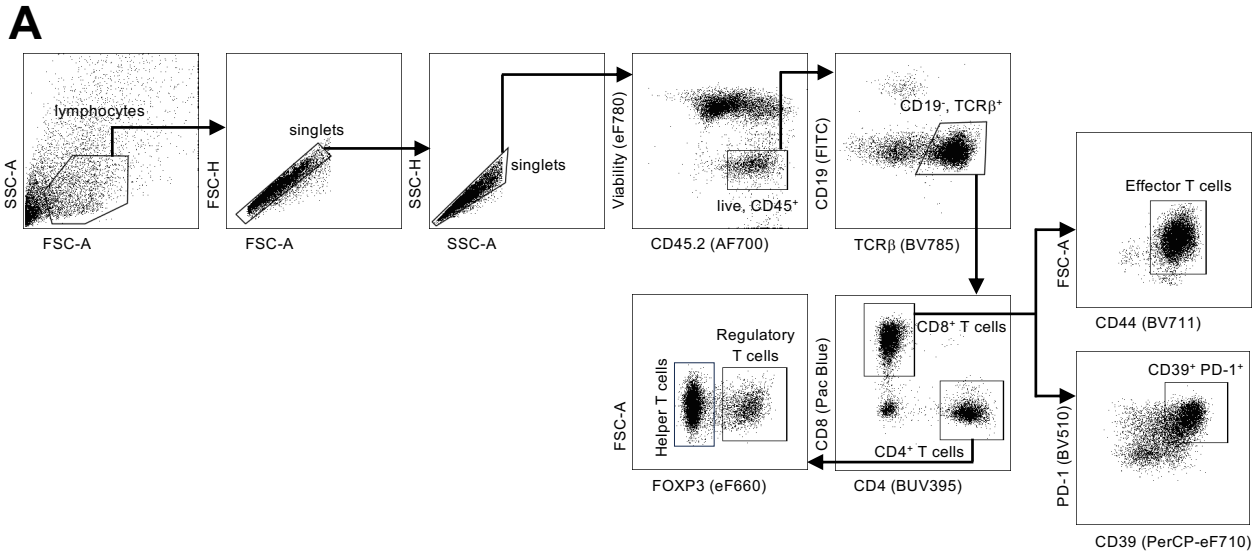 A
lymphocytes
SSC-A
FSC-A
singlets
FSC-H
FSC-A
singlets
SSC-H
SSC-A
live, CD45⁺
Viability (eF780)
CD45.2 (AF700)
CD19⁻, TCRβ⁺
CD19 (FITC)
TCRβ (BV785)
Effector T cells
FSC-A
CD44 (BV711)
Regulatory
T cells
Helper T cells
FSC-A
FOXP3 (eF660)
CD8⁺ T cells
CD4⁺ T cells
CD8 (Pac Blue)
CD4 (BUV395)
CD39⁺ PD-1⁺
PD-1 (BV510)
CD39 (PerCP-eF710)